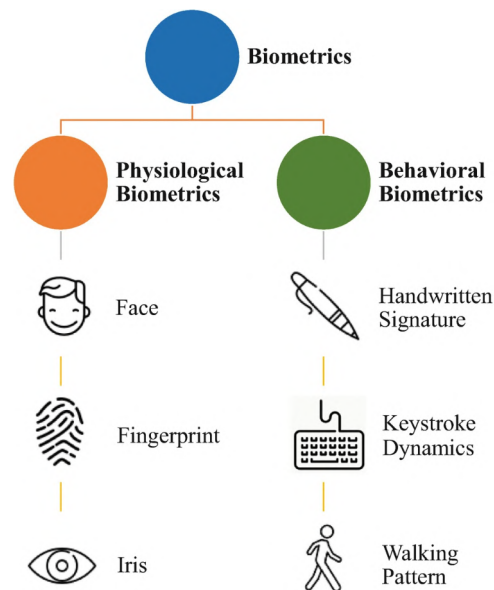 Biometrics
Physiological
Biometrics
Behavioral
Biometrics
Face
Handwritten
Signature
Fingerprint
Keystroke
Dynamics
Iris
Walking
Pattern